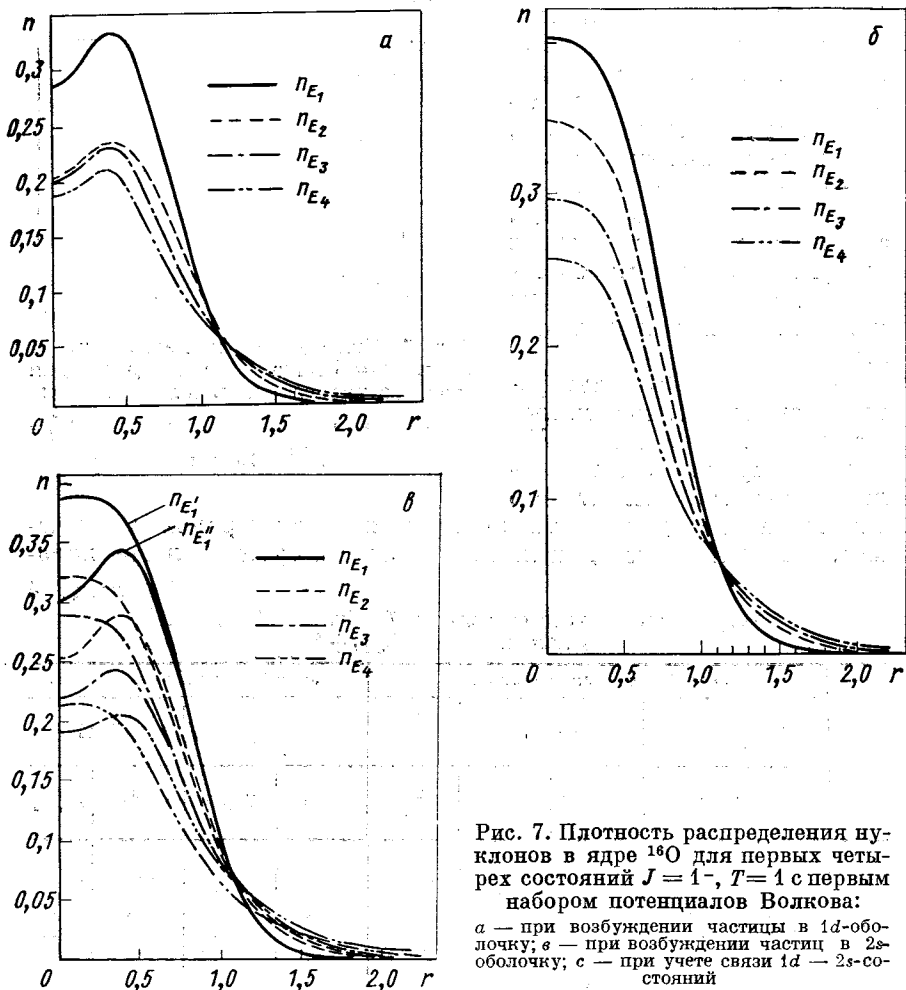 n
а
0,3
0,25
0,2
0,1
0,05
0
0,5
1,0
1,5
2,0
r
n_{E_1}
n_{E_2}
n_{E_3}
n_{E_4}
n
б
0,3
0,2
0,1
0
0,5
1,0
1,5
2,0
r
n_{E_1}
n_{E_2}
n_{E_3}
n_{E_4}
n
в
n_{E_1'}
n_{E_1''}
0,35
0,3
0,25
0,2
0,15
0,1
0,05
0
0,5
1,0
1,5
2,0
r
n_{E_1}
n_{E_2}
n_{E_3}
n_{E_4}
Рис. 7. Плотность распределения ну-
клонов в ядре ¹⁶О для первых четы-
рех состояний J = 1⁻, T = 1 с первым
набором потенциалов Волкова:
а — при возбуждении частицы в 1d-обо-
лочку; в — при возбуждении частиц в 2s-
оболочку; с — при учете связи 1d — 2s-со-
стояний